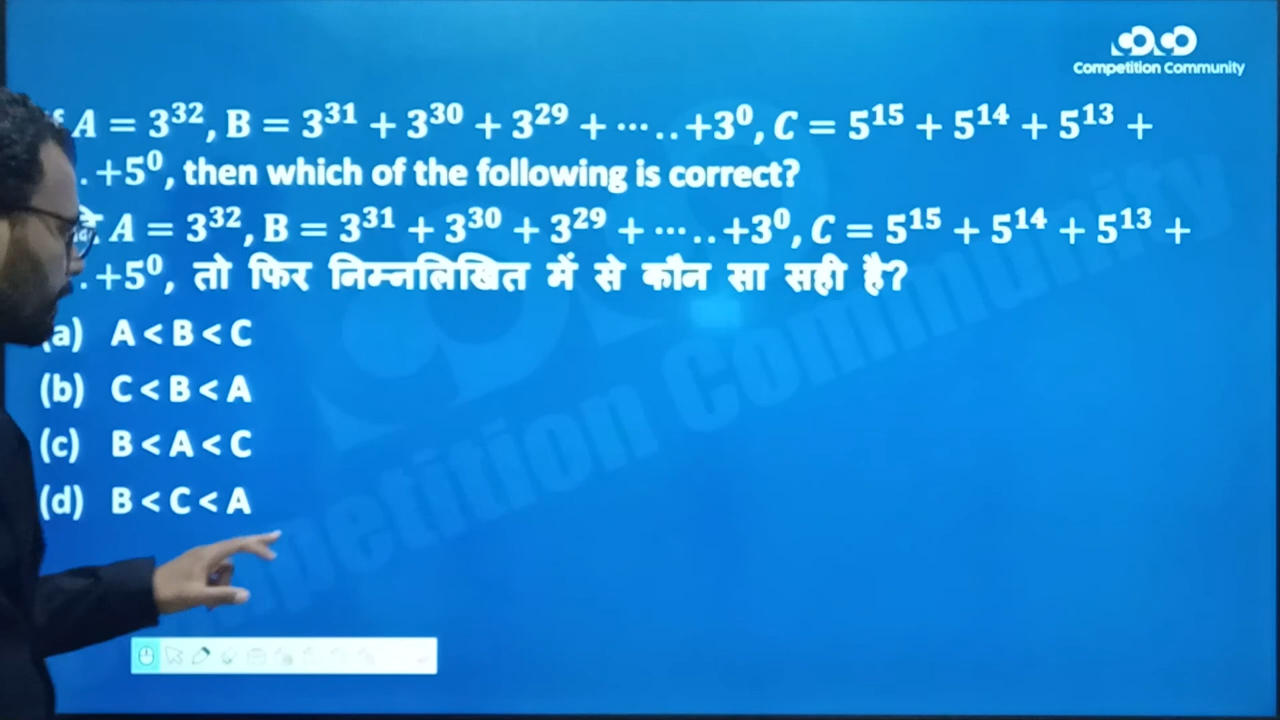 Competition Community
A = 3³², B = 3³¹ + 3³⁰ + 3²⁹ + ⋯..+3⁰, C = 5¹⁵ + 5¹⁴ + 5¹³ +
. +5⁰, then which of the following is correct?
A = 3³², B = 3³¹ + 3³⁰ + 3²⁹ + ⋯..+3⁰, C = 5¹⁵ + 5¹⁴ + 5¹³ +
. +5⁰, तो फिर निम्नलिखित में से कौन सा सही है?
(a) A < B < C
(b) C < B < A
(c) B < A < C
(d) B < C < A